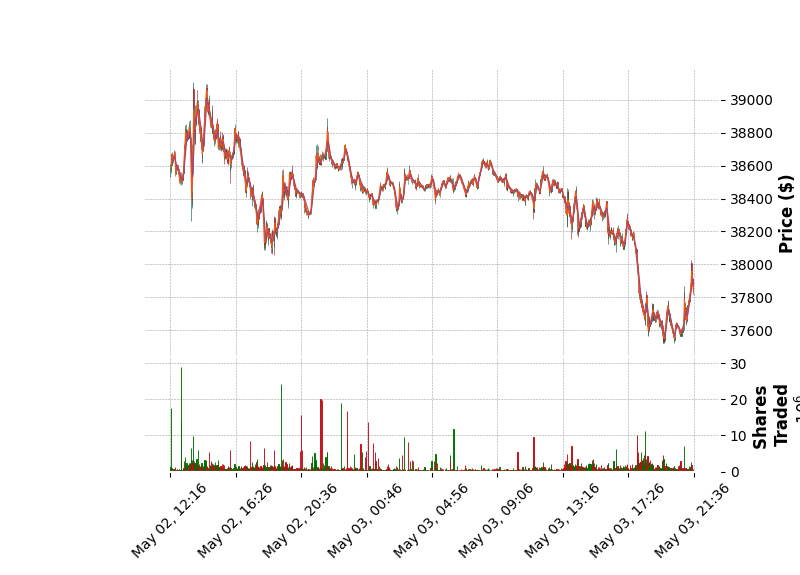 39000
38800
38600
38400
38200
38000
37800
37600
Price ($)
30
20
10
0
Shares
Traded
10^6
May 02, 12:16
May 02, 16:26
May 02, 20:36
May 03, 00:46
May 03, 04:56
May 03, 09:06
May 03, 13:16
May 03, 17:26
May 03, 21:36